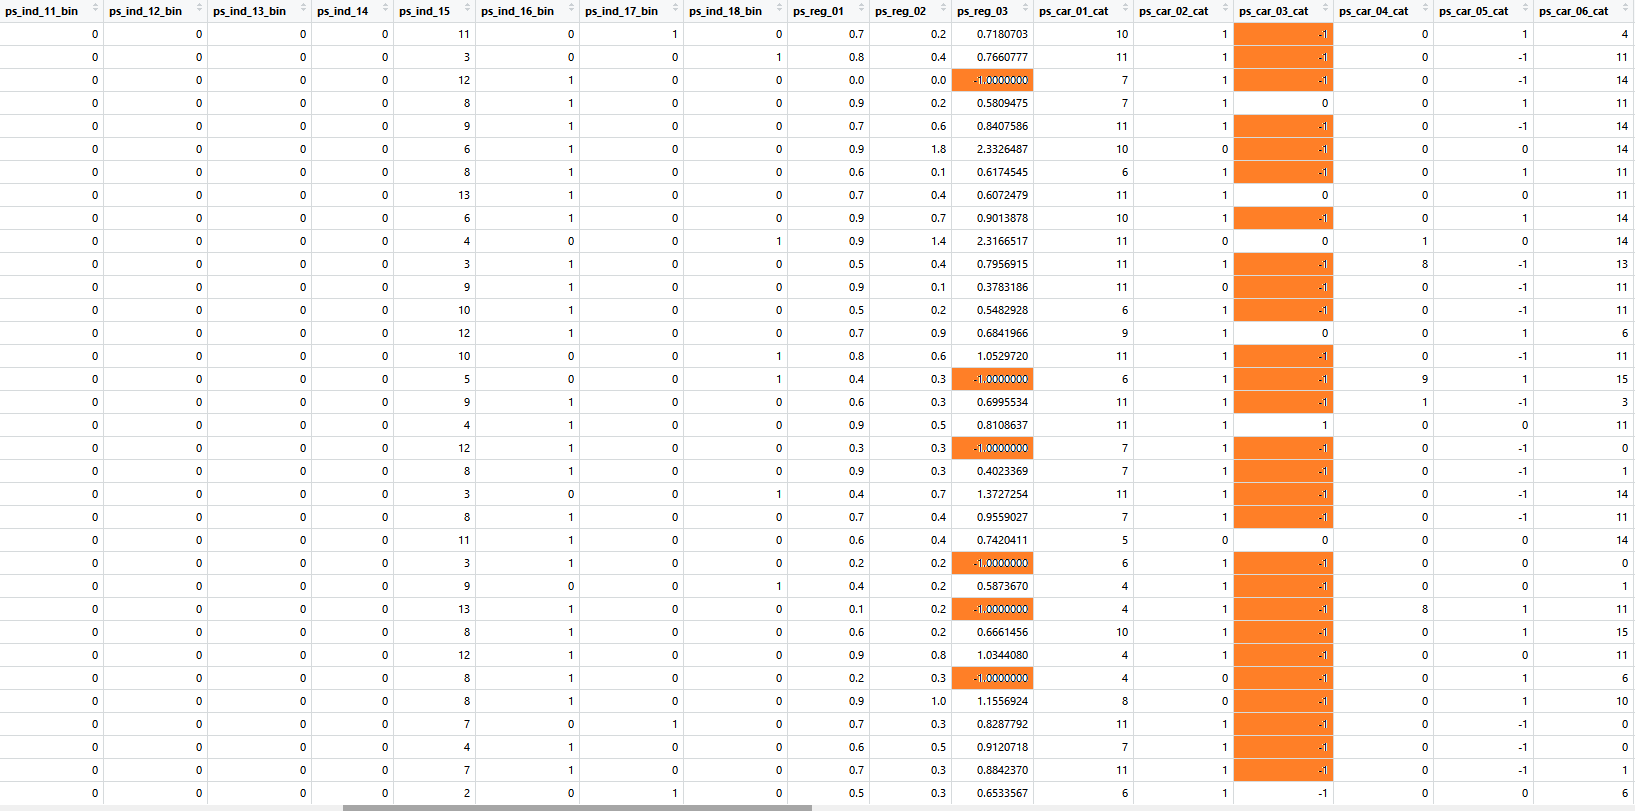 ps_ind_11_bin ps_ind_12_bin ps_ind_13_bin ps_ind_14 ps_ind_15 ps_ind_16_bin ps_ind_17_bin ps_ind_18_bin ps_reg_01 ps_reg_02 ps_reg_03 ps_car_01_cat ps_car_02_cat ps_car_03_cat ps_car_04_cat ps_car_05_cat ps_car_06_cat
0 0 0 0 11 0 1 0 0.7 0.2 0.7180703 10 1 -1 0 1 4
0 0 0 0 3 0 0 1 0.8 0.4 0.7660777 11 1 -1 0 -1 11
0 0 0 0 12 1 0 0 0.0 0.0 -1.0000000 7 1 -1 0 -1 14
0 0 0 0 8 1 0 0 0.9 0.2 0.5809475 7 1 0 0 1 11
0 0 0 0 9 1 0 0 0.7 0.6 0.8407586 11 1 -1 0 -1 14
0 0 0 0 6 1 0 0 0.9 1.8 2.3326487 10 0 -1 0 0 14
0 0 0 0 8 1 0 0 0.6 0.1 0.6174545 6 1 -1 0 1 11
0 0 0 0 13 1 0 0 0.7 0.4 0.6072479 11 1 0 0 0 11
0 0 0 0 6 1 0 0 0.9 0.7 0.9013878 10 1 -1 0 1 14
0 0 0 0 4 0 0 1 0.9 1.4 2.3166517 11 0 0 1 0 14
0 0 0 0 3 1 0 0 0.5 0.4 0.7956915 11 1 -1 8 -1 13
0 0 0 0 9 1 0 0 0.9 0.1 0.3783186 11 0 -1 0 -1 11
0 0 0 0 10 1 0 0 0.5 0.2 0.5482928 6 1 -1 0 -1 11
0 0 0 0 12 1 0 0 0.7 0.9 0.6841966 9 1 0 0 1 6
0 0 0 0 10 0 0 1 0.8 0.6 1.0529720 11 1 -1 0 -1 11
0 0 0 0 5 0 0 1 0.4 0.3 -1.0000000 6 1 -1 9 1 15
0 0 0 0 9 1 0 0 0.6 0.3 0.6995534 11 1 -1 1 -1 3
0 0 0 0 4 1 0 0 0.9 0.5 0.8108637 11 1 1 0 0 11
0 0 0 0 12 1 0 0 0.3 0.3 -1.0000000 7 1 -1 0 -1 0
0 0 0 0 8 1 0 0 0.9 0.3 0.4023369 7 1 -1 0 -1 1
0 0 0 0 3 0 0 1 0.4 0.7 1.3727254 11 1 -1 0 -1 14
0 0 0 0 8 1 0 0 0.7 0.4 0.9559027 7 1 -1 0 -1 11
0 0 0 0 11 1 0 0 0.6 0.4 0.7420411 5 0 0 0 0 14
0 0 0 0 3 1 0 0 0.2 0.2 -1.0000000 6 1 -1 0 0 0
0 0 0 0 9 0 0 1 0.4 0.2 0.5873670 4 1 -1 0 0 1
0 0 0 0 13 1 0 0 0.1 0.2 -1.0000000 4 1 -1 8 1 11
0 0 0 0 8 1 0 0 0.6 0.2 0.6661456 10 1 -1 0 1 15
0 0 0 0 12 1 0 0 0.9 0.8 1.0344080 4 1 -1 0 0 11
0 0 0 0 8 1 0 0 0.2 0.3 -1.0000000 4 0 -1 0 1 6
0 0 0 0 8 1 0 0 0.9 1.0 1.1556924 8 0 -1 0 1 10
0 0 0 0 7 0 1 0 0.7 0.3 0.8287792 11 1 -1 0 -1 0
0 0 0 0 4 1 0 0 0.6 0.5 0.9120718 7 1 -1 0 -1 0
0 0 0 0 7 1 0 0 0.7 0.3 0.8842370 11 1 -1 0 -1 1
0 0 0 0 2 0 1 0 0.5 0.3 0.6533567 6 1 -1 0 0 6